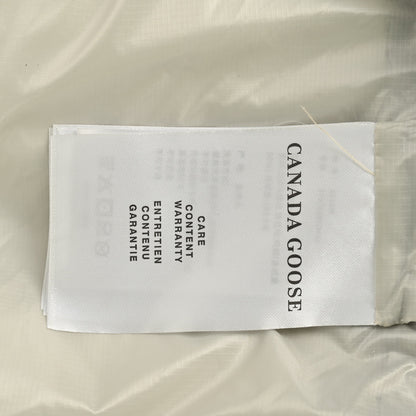 CANADA GOOSE
CARE
CONTENT
WARRANTY
ENTRETIEN
CONTENU
GARANTIE